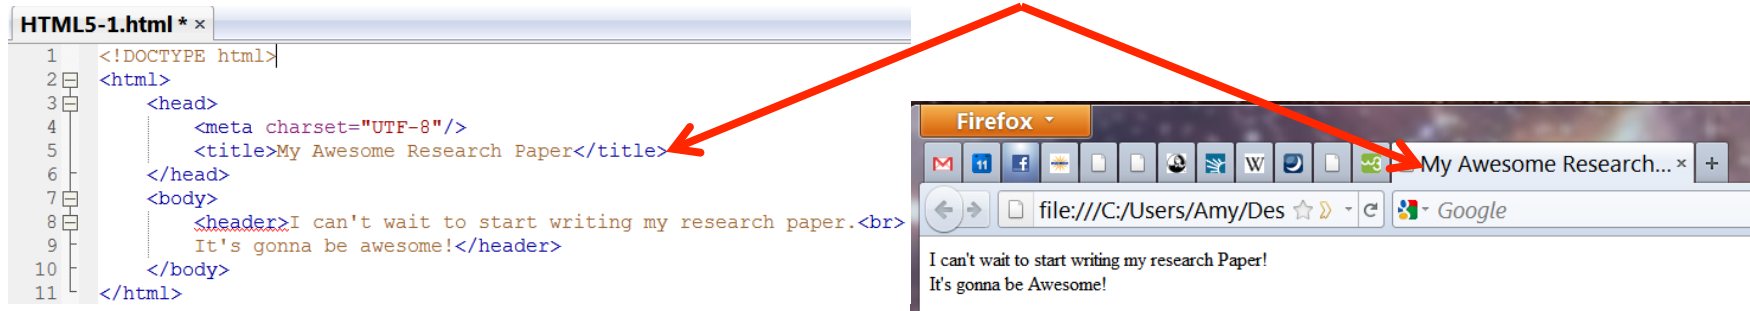 HTML5-1.html * ×
1 <!DOCTYPE html>
2 <html>
3 <head>
4 <meta charset="UTF-8"/>
5 <title>My Awesome Research Paper</title>
6 </head>
7 <body>
8 <header>I can't wait to start writing my research paper.<br>
9 It's gonna be awesome!</header>
10 </body>
11 </html>
Firefox
11 f W w3 My Awesome Research... × +
file:///C:/Users/Amy/Des Google
I can't wait to start writing my research Paper!
It's gonna be Awesome!